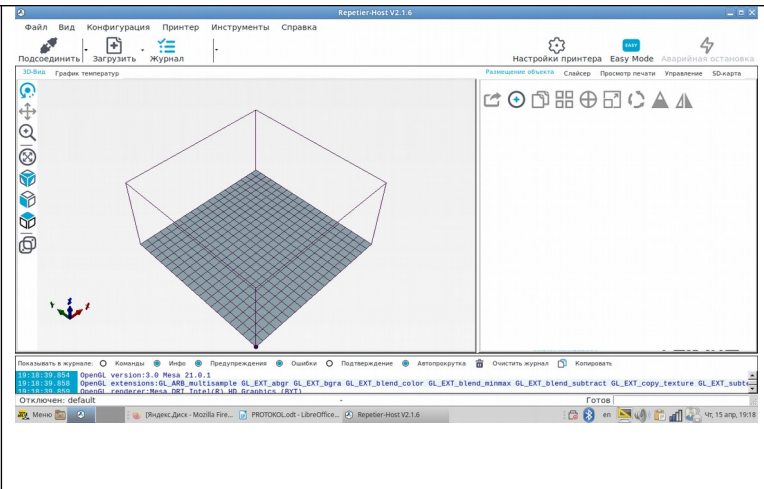 Repetier-Host V2.1.6
Файл Вид Конфигурация Принтер Инструменты Справка
Подсоединить Загрузить Журнал Настройки принтера EASY Easy Mode Аварийная остановка
3D-Вид График температур Размещение объекта Слайсер Просмотр печати Управление SD-карта
Показывать в журнале: Команды Инфо Предупреждения Ошибки Подтверждение Автопрокрутка Очистить журнал Копировать
19:18:39.854 OpenGL version:3.0 Mesa 21.0.1
19:18:39.858 OpenGL extensions:GL_ARB_multisample GL_EXT_abgr GL_EXT_bgra GL_EXT_blend_color GL_EXT_blend_minmax GL_EXT_blend_subtract GL_EXT_copy_texture GL_EXT_subte
19:18:39.859 OpenGL renderer:Mesa DRI Intel(R) HD Graphics (BYT)
Отключен: default - Готов
Меню [Яндекс.Диск - Mozilla Fire... PROTOKOL.odt - LibreOffice... Repetier-Host V2.1.6 en Чт, 15 апр, 19:18